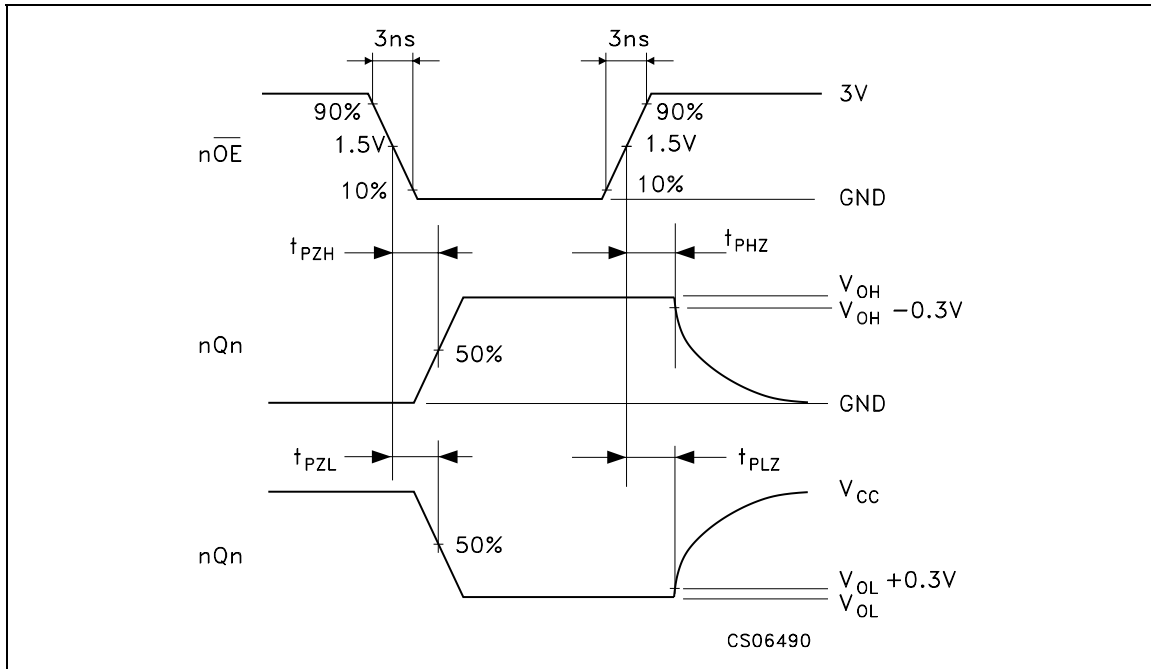 3ns 3ns
90% 90% 3V
nO̅E̅ 1.5V 1.5V
10% 10%
GND
tPZH tPHZ
VOH
VOH −0.3V
nQn 50%
GND
tPZL tPLZ
VCC
nQn 50%
VOL +0.3V
VOL
CS06490